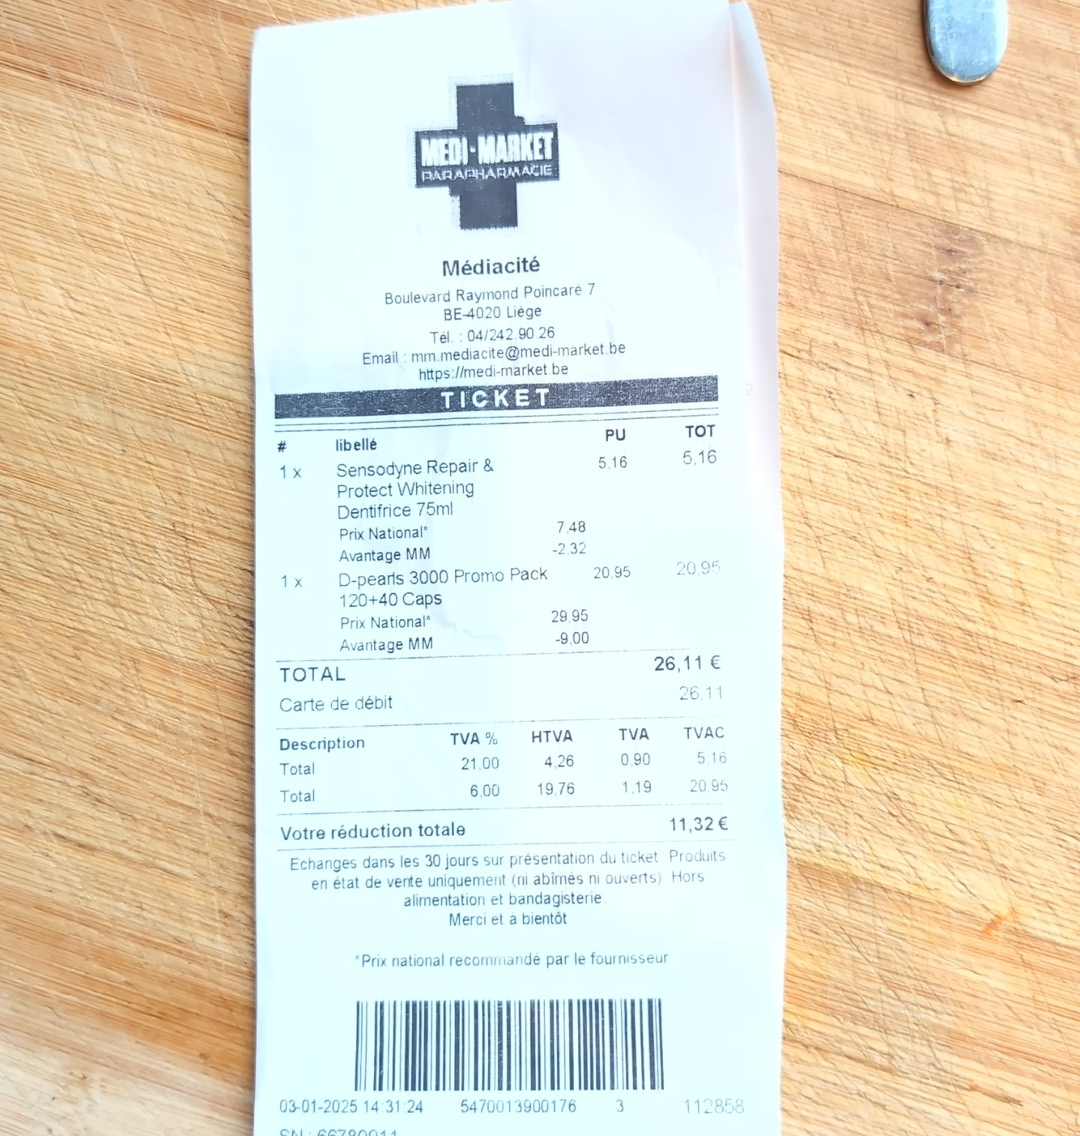 MEDI-MARKET
PARAPHARMACIE
Médiacité
Boulevard Raymond Poincare 7
BE-4020 Liège
Tél. : 04/242.90.26
Email : mm.mediacite@medi-market.be
https://medi-market.be
TICKET
# libellé PU TOT
1 x Sensodyne Repair & 5,16 5,16
Protect Whitening
Dentifrice 75ml
Prix National* 7,48
Avantage MM -2,32
1 x D-pearls 3000 Promo Pack 20,95 20,95
120+40 Caps
Prix National* 29,95
Avantage MM -9,00
TOTAL 26,11 €
Carte de débit 26,11
Description TVA % HTVA TVA TVAC
Total 21,00 4,26 0,90 5,16
Total 6,00 19,76 1,19 20,95
Votre réduction totale 11,32 €
Echanges dans les 30 jours sur présentation du ticket. Produits
en état de vente uniquement (ni abîmés ni ouverts). Hors
alimentation et bandagisterie.
Merci et à bientôt
*Prix national recommandé par le fournisseur
03-01-2025 14:31:24 5470013900176 3 112858
SN : 66780011